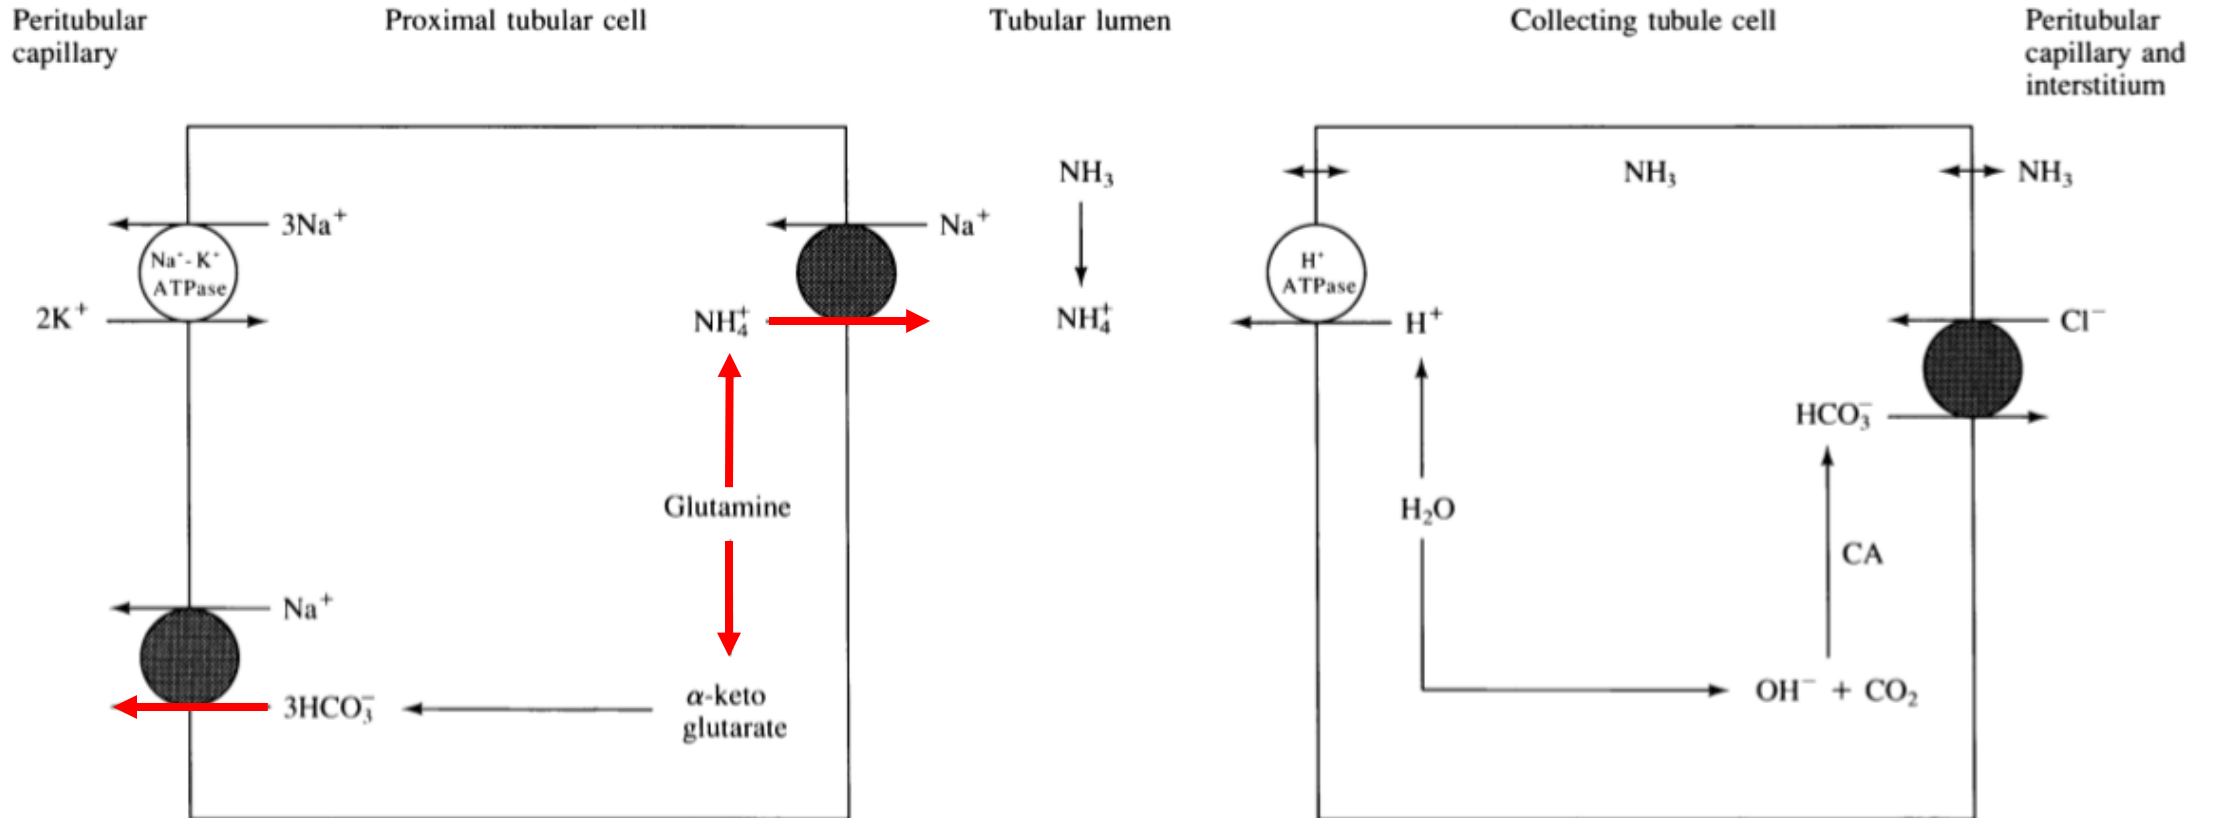 Peritubular
capillary
Proximal tubular cell
Tubular lumen
Collecting tubule cell
Peritubular
capillary and
interstitium
NH₃
NH₃
NH₃
3Na⁺
Na⁺
Na⁺-K⁺
ATPase
H⁺
ATPase
2K⁺
NH₄⁺
NH₄⁺
H⁺
Cl⁻
HCO₃⁻
Glutamine
H₂O
CA
Na⁺
3HCO₃⁻
α-keto
glutarate
OH⁻ + CO₂